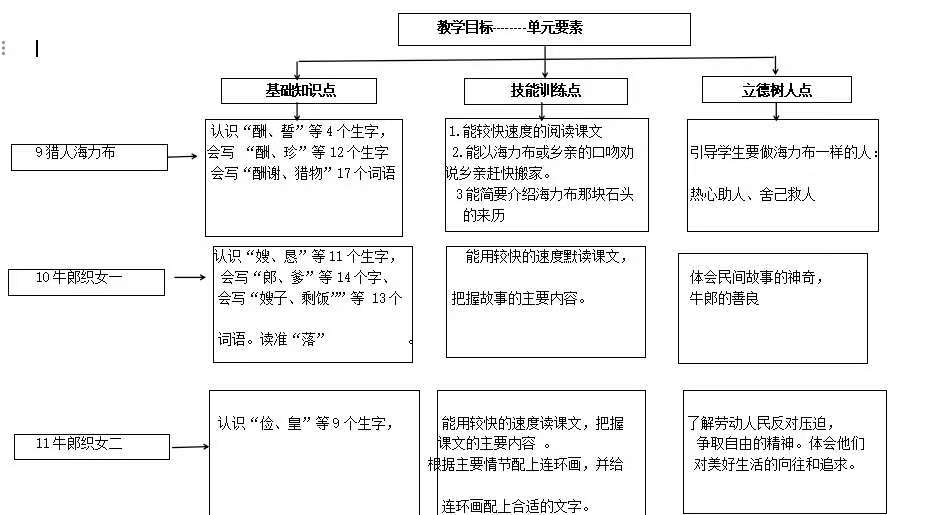 教学目标--------单元要素
基础知识点
技能训练点
立德树人点
9 猎人海力布
认识“酬、誓”等 4 个生字，
会写 “酬、珍”等 12 个生字
会写“酬谢、猎物”17 个词语
1.能较快速度的阅读课文
2.能以海力布或乡亲的口吻劝
说乡亲赶快搬家。
3 能简要介绍海力布那块石头
的来历
引导学生要做海力布一样的人：
热心助人、舍己救人
10 牛郎织女一
认识“嫂、恳”等 11 个生字，
会写“郎、爹”等 14 个字、
会写“嫂子、剩饭””等 13 个
词语。读准“落” 。
能用较快的速度默读课文，
把握故事的主要内容。
体会民间故事的神奇，
牛郎的善良
11 牛郎织女二
认识“俭、皇”等 9 个生字，
能用较快的速度读课文，把握
课文的主要内容 。
根据主要情节配上连环画，并给
连环画配上合适的文字。
了解劳动人民反对压迫，
争取自由的精神。体会他们
对美好生活的向往和追求。